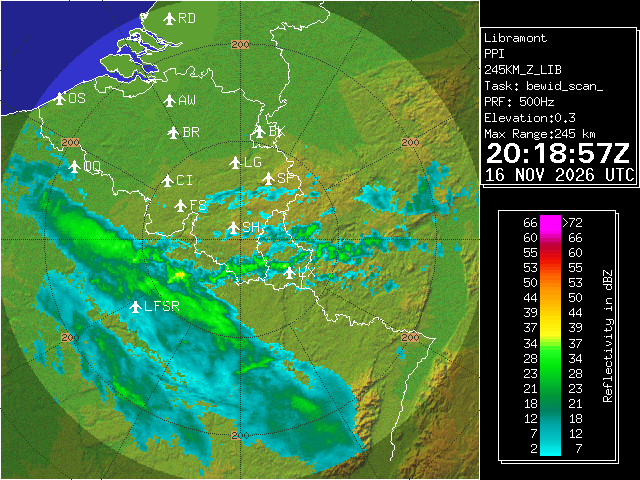 RD
200
OS
AW
BR
BK
200
200
QQ
LG
CI
SP
FS
SH
LX
LFSR
200
200
200
Libramont
PPI
245KM_Z_LIB
Task: bewid_scan_
PRF: 500Hz
Elevation:0.3
Max Range:245 km
20:18:57Z
16 NOV 2026 UTC
66 >72
60 66
55 60
53 55
50 53
44 50
39 44
37 39
34 37
28 34
23 28
21 23
18 21
12 18
7 12
2 7
Reflectivity in dBZ